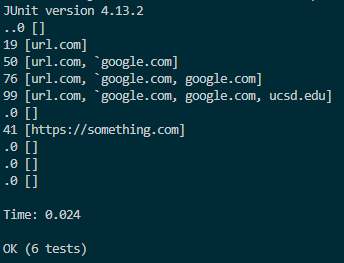 JUnit version 4.13.2
..0 []
19 [url.com]
50 [url.com, `google.com]
76 [url.com, `google.com, google.com]
99 [url.com, `google.com, google.com, ucsd.edu]
.0 []
41 [https://something.com]
.0 []
.0 []
.0 []
Time: 0.024
OK (6 tests)